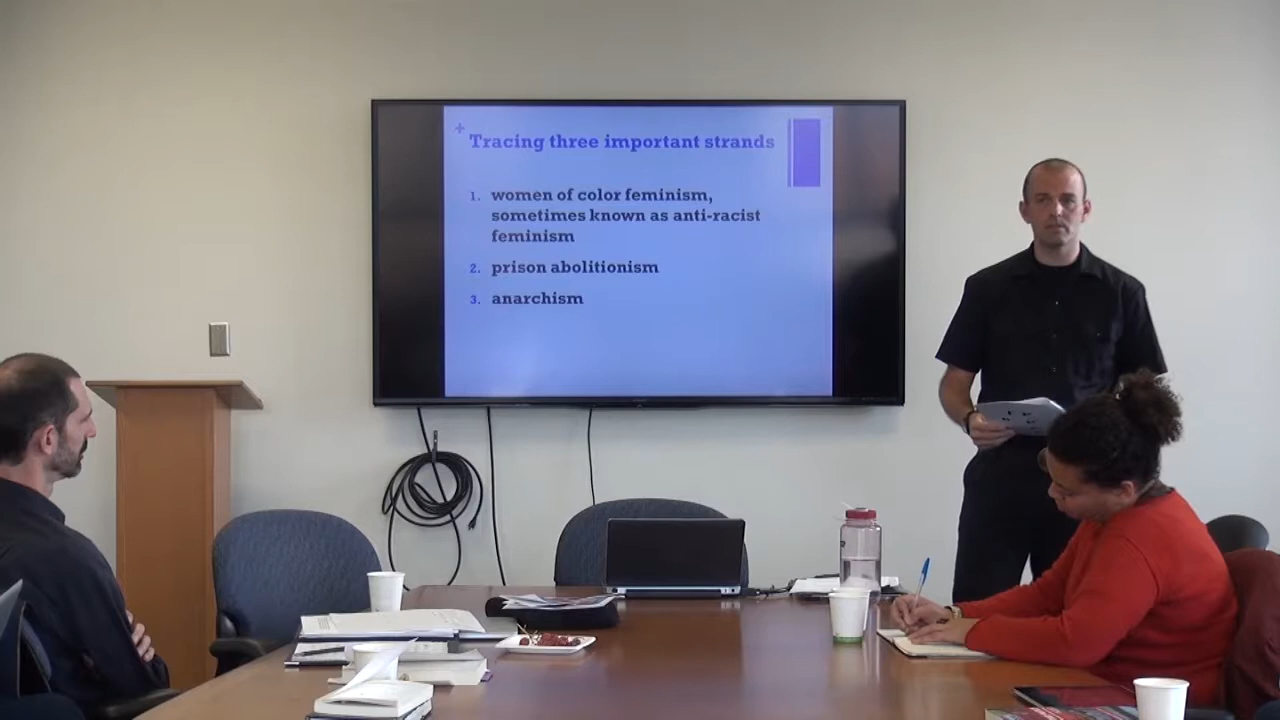 +
Tracing three important strands
1. women of color feminism,
sometimes known as anti-racist
feminism
2. prison abolitionism
3. anarchism